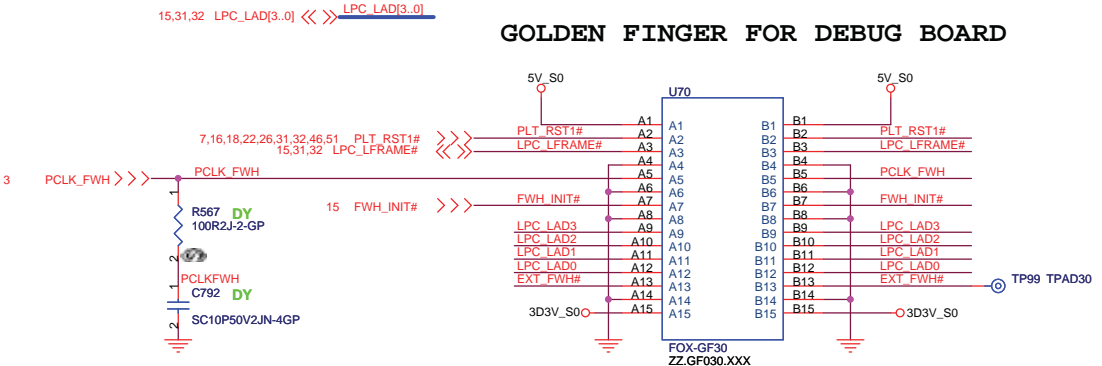 15,31,32 LPC_LAD[3..0] LPC_LAD[3..0]
GOLDEN FINGER FOR DEBUG BOARD
5V_S0 5V_S0
U70
A1 A1 B1 B1
7,16,18,22,26,31,32,46,51 PLT_RST1# PLT_RST1# A2 A2 B2 B2 PLT_RST1#
15,31,32 LPC_LFRAME# LPC_LFRAME# A3 A3 B3 B3 LPC_LFRAME#
A4 A4 B4 B4
3 PCLK_FWH PCLK_FWH A5 A5 B5 B5 PCLK_FWH
A6 A6 B6 B6
15 FWH_INIT# FWH_INIT# A7 A7 B7 B7 FWH_INIT#
A8 A8 B8 B8
LPC_LAD3 A9 A9 B9 B9 LPC_LAD3
LPC_LAD2 A10 A10 B10 B10 LPC_LAD2
LPC_LAD1 A11 A11 B11 B11 LPC_LAD1
LPC_LAD0 A12 A12 B12 B12 LPC_LAD0
EXT_FWH# A13 A13 B13 B13 EXT_FWH# TP99 TPAD30
A14 A14 B14 B14
3D3V_S0 A15 A15 B15 B15 3D3V_S0
FOX-GF30
ZZ.GF030.XXX
1
R567 DY
100R2J-2-GP
2
PCLKFWH
1
C792 DY
SC10P50V2JN-4GP
2